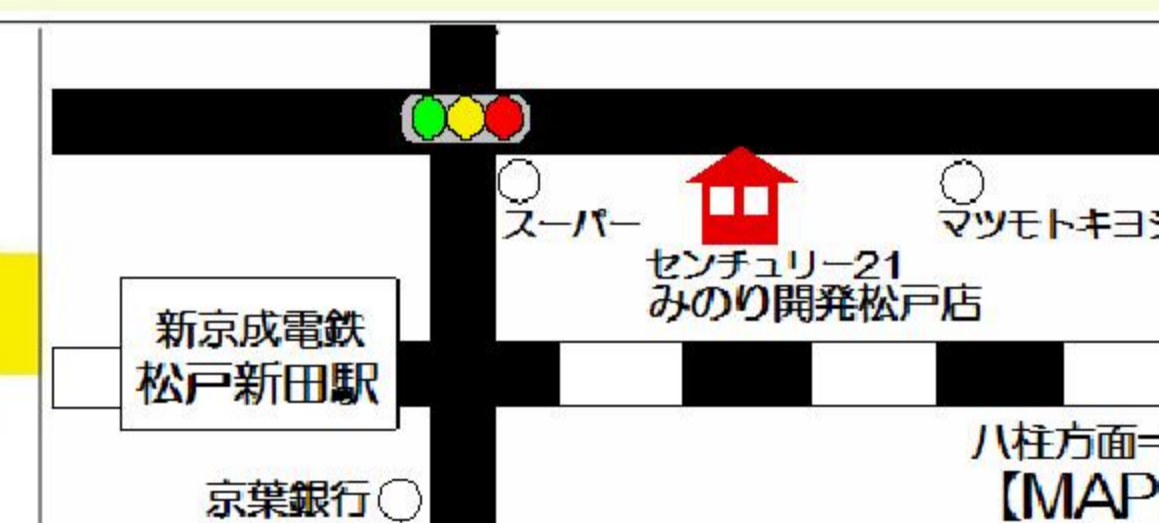 スーパー
マツモトキヨシ
センチュリー21
みのり開発松戸店
新京成電鉄
松戸新田駅
八柱方面
京葉銀行
【MAP